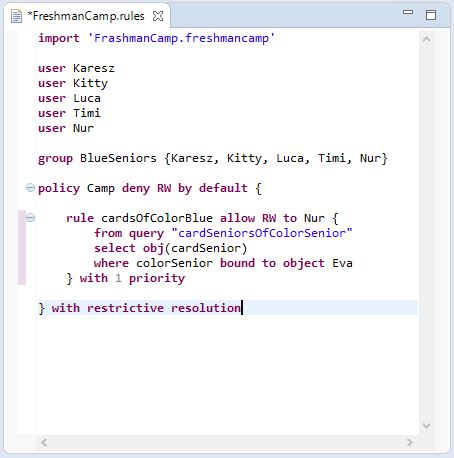 *FreshmanCamp.rules
import 'FrashmanCamp.freshmancamp'
user Karesz
user Kitty
user Luca
user Timi
user Nur
group BlueSeniors {Karesz, Kitty, Luca, Timi, Nur}
policy Camp deny RW by default {
rule cardsOfColorBlue allow RW to Nur {
from query "cardSeniorsOfColorSenior"
select obj(cardSenior)
where colorSenior bound to object Eva
} with 1 priority
} with restrictive resolution